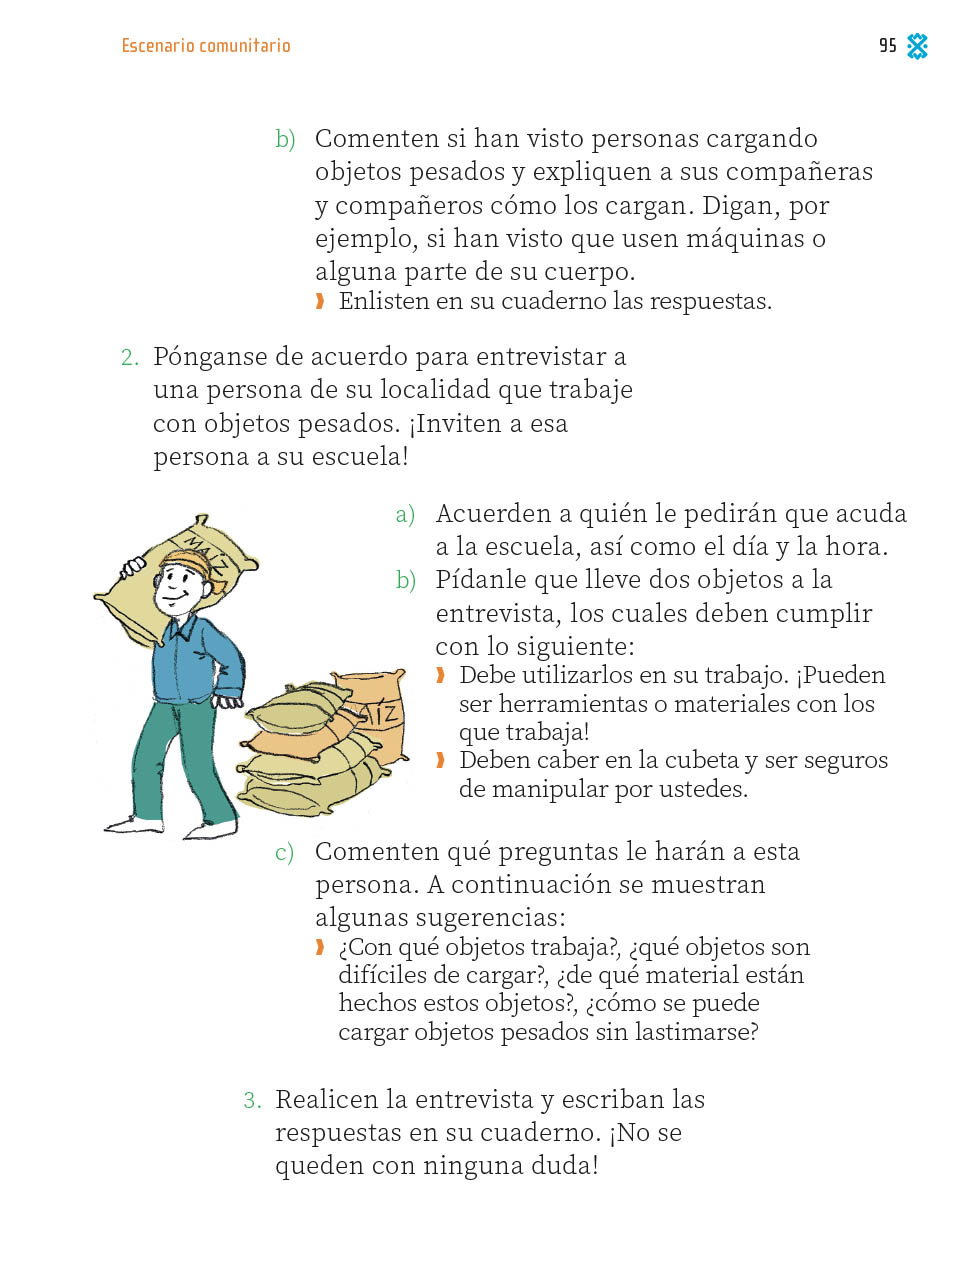 Escenario comunitario
95
b) Comenten si han visto personas cargando
objetos pesados y expliquen a sus compañeras
y compañeros cómo los cargan. Digan, por
ejemplo, si han visto que usen máquinas o
alguna parte de su cuerpo.
Enlisten en su cuaderno las respuestas.
2. Pónganse de acuerdo para entrevistar a
una persona de su localidad que trabaje
con objetos pesados. ¡Inviten a esa
persona a su escuela!
MAÍZ
AÍZ
a) Acuerden a quién le pedirán que acuda
a la escuela, así como el día y la hora.
b) Pídanle que lleve dos objetos a la
entrevista, los cuales deben cumplir
con lo siguiente:
Debe utilizarlos en su trabajo. ¡Pueden
ser herramientas o materiales con los
que trabaja!
Deben caber en la cubeta y ser seguros
de manipular por ustedes.
c) Comenten qué preguntas le harán a esta
persona. A continuación se muestran
algunas sugerencias:
¿Con qué objetos trabaja?, ¿qué objetos son
difíciles de cargar?, ¿de qué material están
hechos estos objetos?, ¿cómo se puede
cargar objetos pesados sin lastimarse?
3. Realicen la entrevista y escriban las
respuestas en su cuaderno. ¡No se
queden con ninguna duda!